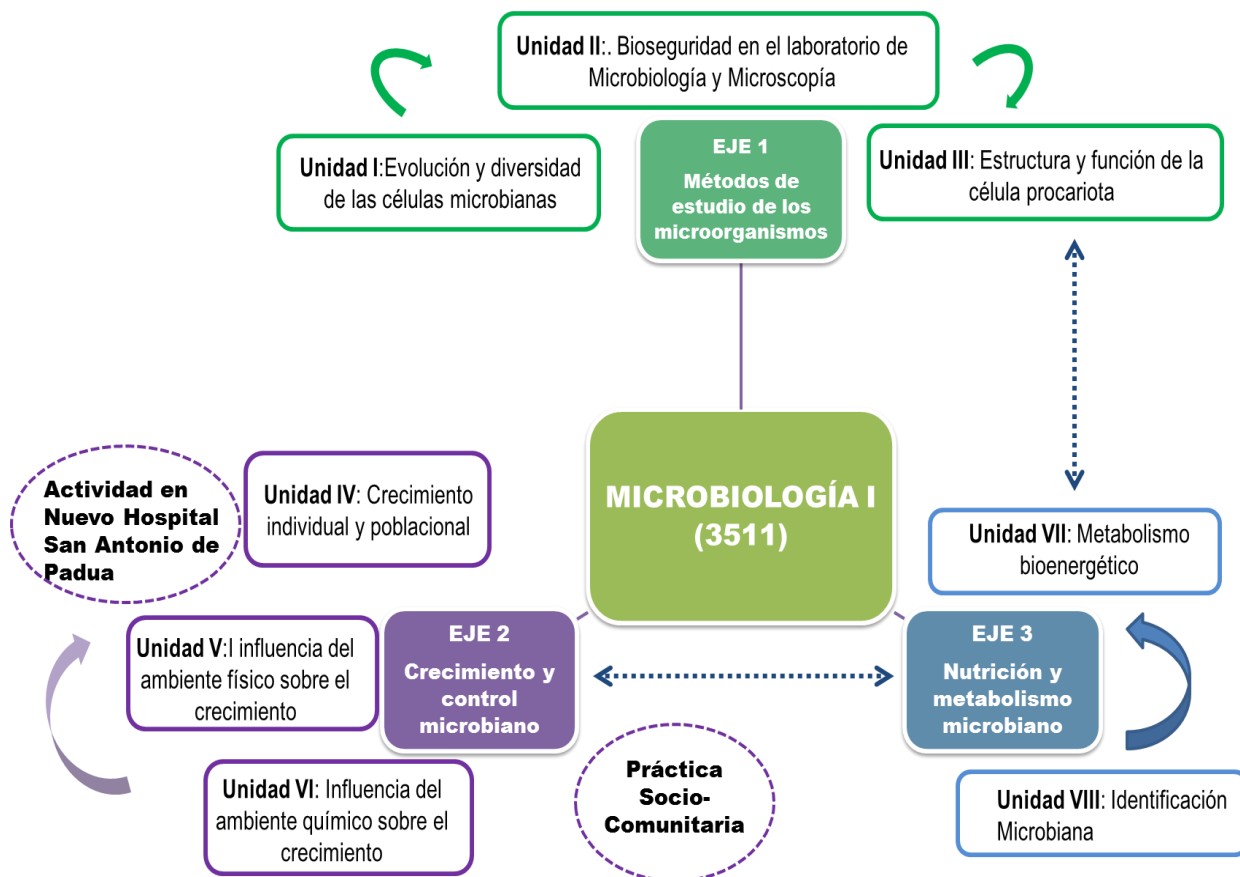 Unidad II:. Bioseguridad en el laboratorio de
Microbiología y Microscopía
Unidad I:Evolución y diversidad
de las células microbianas
EJE 1
Métodos de
estudio de los
microorganismos
Unidad III: Estructura y función de la
célula procariota
MICROBIOLOGÍA I
(3511)
Actividad en
Nuevo Hospital
San Antonio de
Padua
Unidad IV: Crecimiento
individual y poblacional
Unidad VII: Metabolismo
bioenergético
Unidad V:I influencia del
ambiente físico sobre el
crecimiento
EJE 2
Crecimiento y
control
microbiano
EJE 3
Nutrición y
metabolismo
microbiano
Unidad VI: Influencia del
ambiente químico sobre el
crecimiento
Práctica
Socio-
Comunitaria
Unidad VIII: Identificación
Microbiana